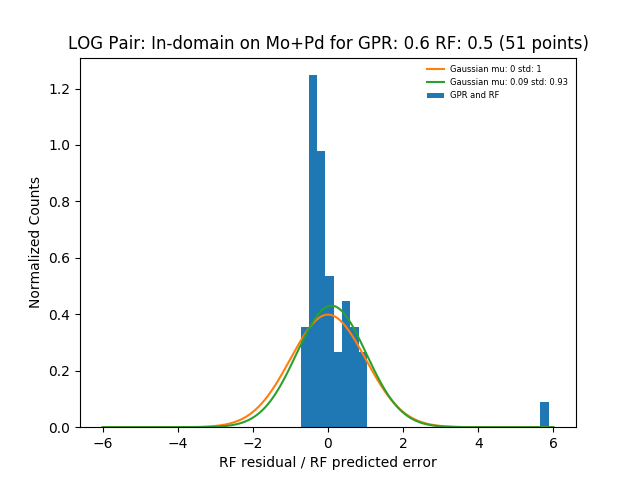 LOG Pair: In-domain on Mo+Pd for GPR: 0.6 RF: 0.5 (51 points)
Gaussian mu: 0 std: 1
Gaussian mu: 0.09 std: 0.93
GPR and RF
Normalized Counts
1.2
1.0
0.8
0.6
0.4
0.2
0.0
−6 −4 −2 0 2 4 6
RF residual / RF predicted error